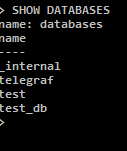 > SHOW DATABASES
name: databases
name
----
_internal
telegraf
test
test_db
>